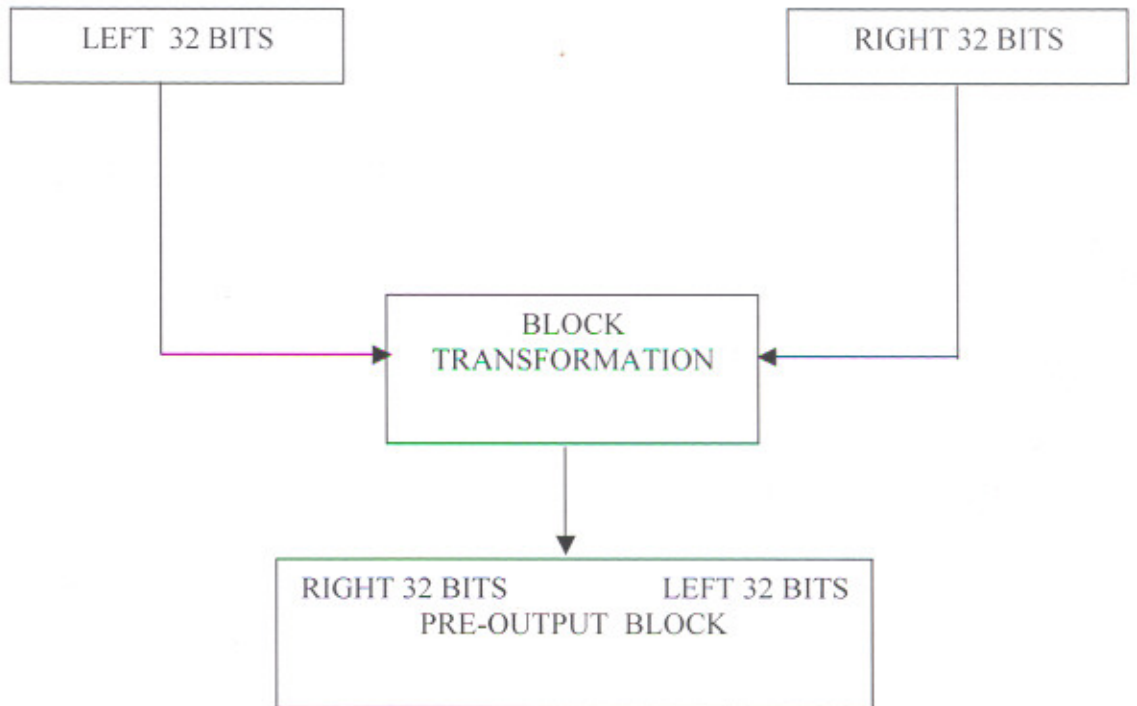 LEFT 32 BITS
RIGHT 32 BITS
BLOCK
TRANSFORMATION
RIGHT 32 BITS LEFT 32 BITS
PRE-OUTPUT BLOCK